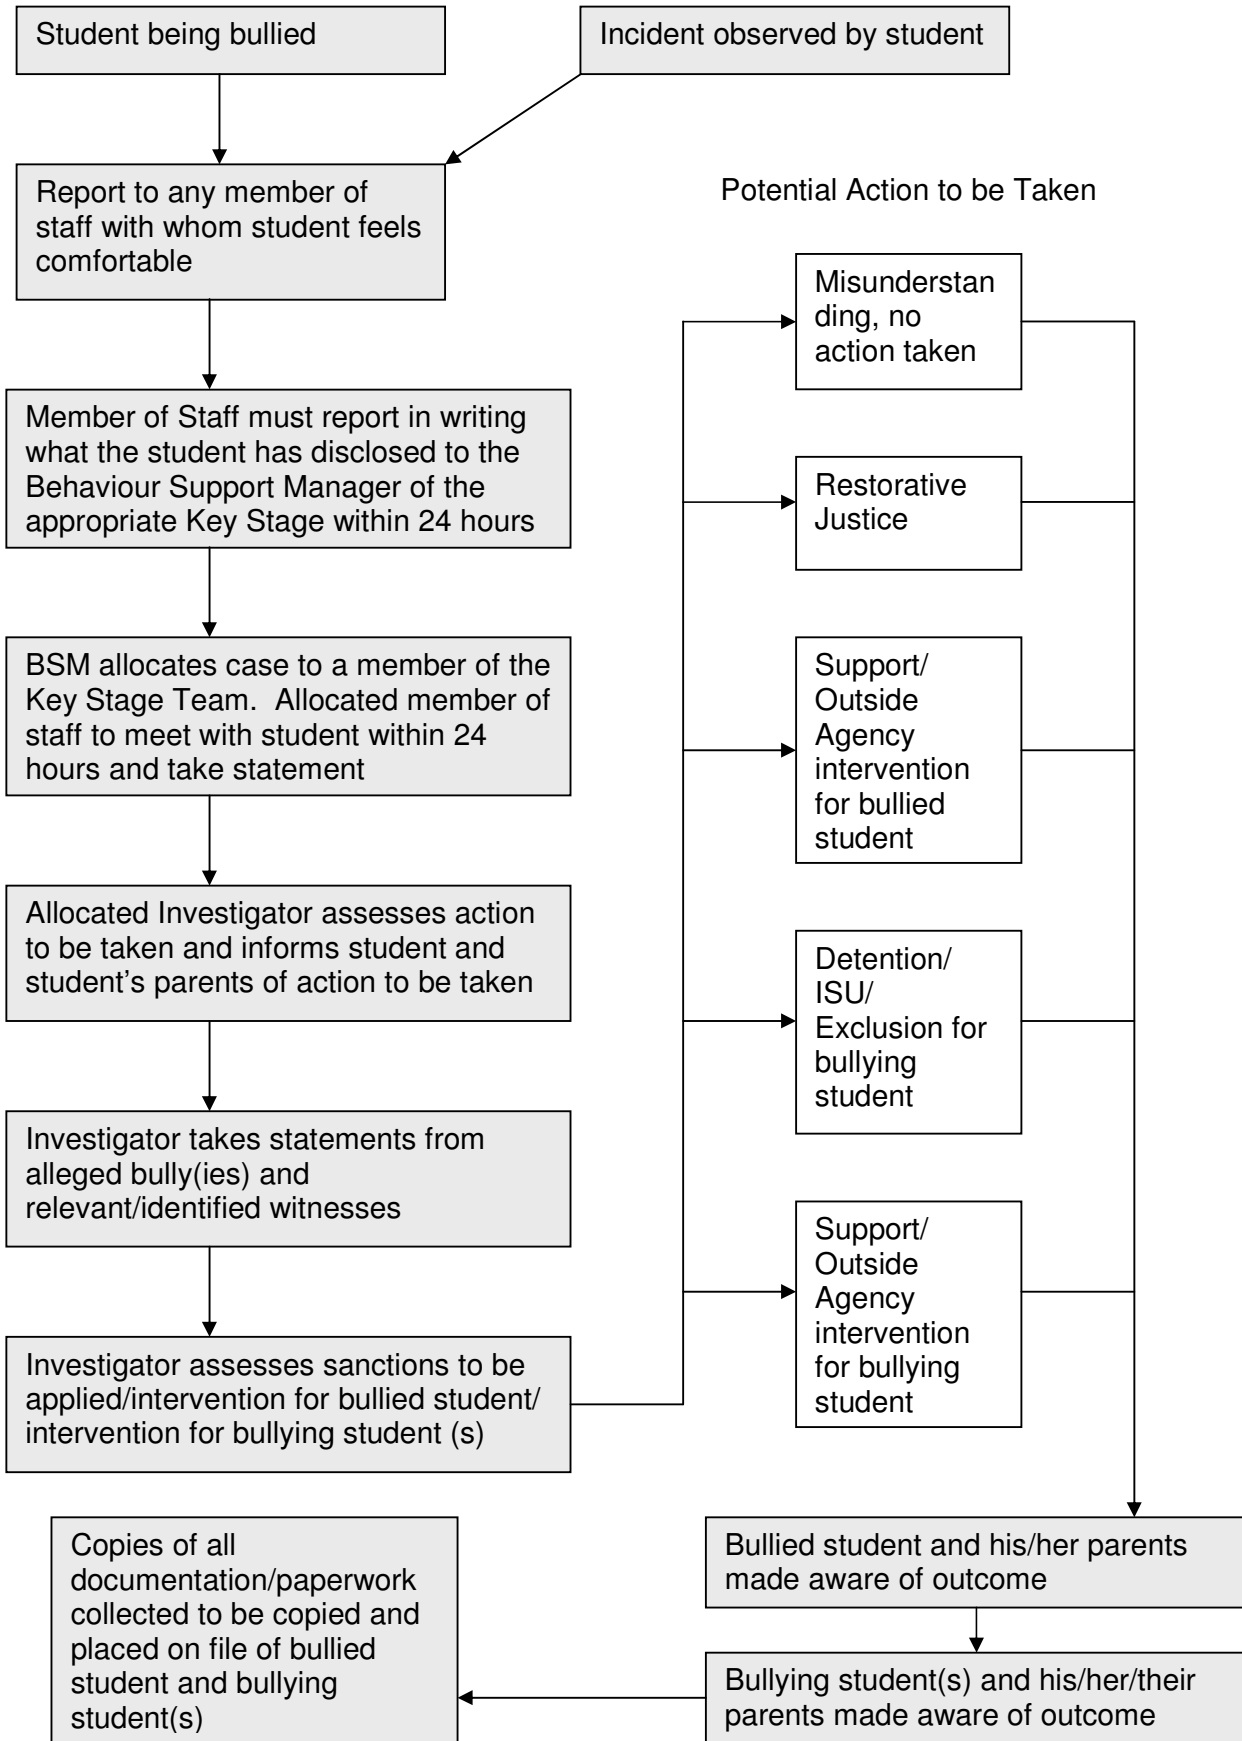 Student being bullied
Incident observed by student
Report to any member of
staff with whom student feels
comfortable
Member of Staff must report in writing
what the student has disclosed to the
Behaviour Support Manager of the
appropriate Key Stage within 24 hours
BSM allocates case to a member of the
Key Stage Team.  Allocated member of
staff to meet with student within 24
hours and take statement
Allocated Investigator assesses action
to be taken and informs student and
student’s parents of action to be taken
Investigator takes statements from
alleged bully(ies) and
relevant/identified witnesses
Investigator assesses sanctions to be
applied/intervention for bullied student/
intervention for bullying student (s)
Potential Action to be Taken
Misunderstan
ding, no
action taken
Restorative
Justice
Support/
Outside
Agency
intervention
for bullied
student
Detention/
ISU/
Exclusion for
bullying
student
Support/
Outside
Agency
intervention
for bullying
student
Bullied student and his/her parents
made aware of outcome
Bullying student(s) and his/her/their
parents made aware of outcome
Copies of all
documentation/paperwork
collected to be copied and
placed on file of bullied
student and bullying
student(s)